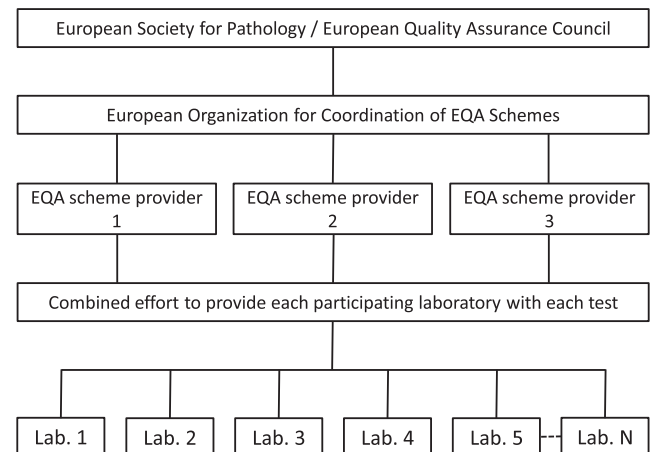 European Society for Pathology / European Quality Assurance Council
European Organization for Coordination of EQA Schemes
EQA scheme provider
1
EQA scheme provider
2
EQA scheme provider
3
Combined effort to provide each participating laboratory with each test
Lab. 1
Lab. 2
Lab. 3
Lab. 4
Lab. 5
Lab. N